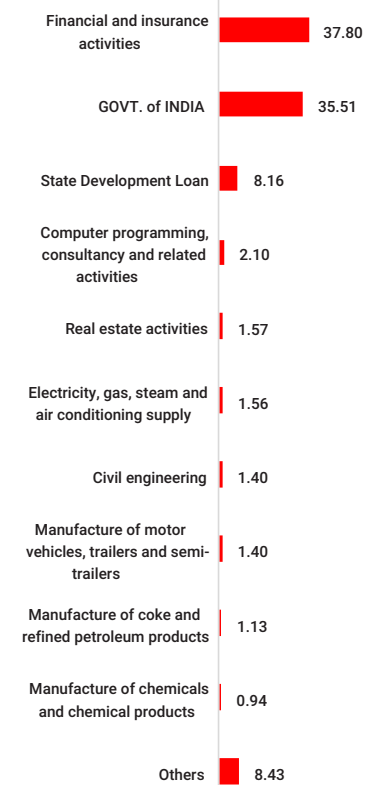 Financial and insurance
activities
37.80
GOVT. of INDIA
35.51
State Development Loan
8.16
Computer programming,
consultancy and related
activities
2.10
Real estate activities
1.57
Electricity, gas, steam and
air conditioning supply
1.56
Civil engineering
1.40
Manufacture of motor
vehicles, trailers and semi-
trailers
1.40
Manufacture of coke and
refined petroleum products
1.13
Manufacture of chemicals
and chemical products
0.94
Others
8.43